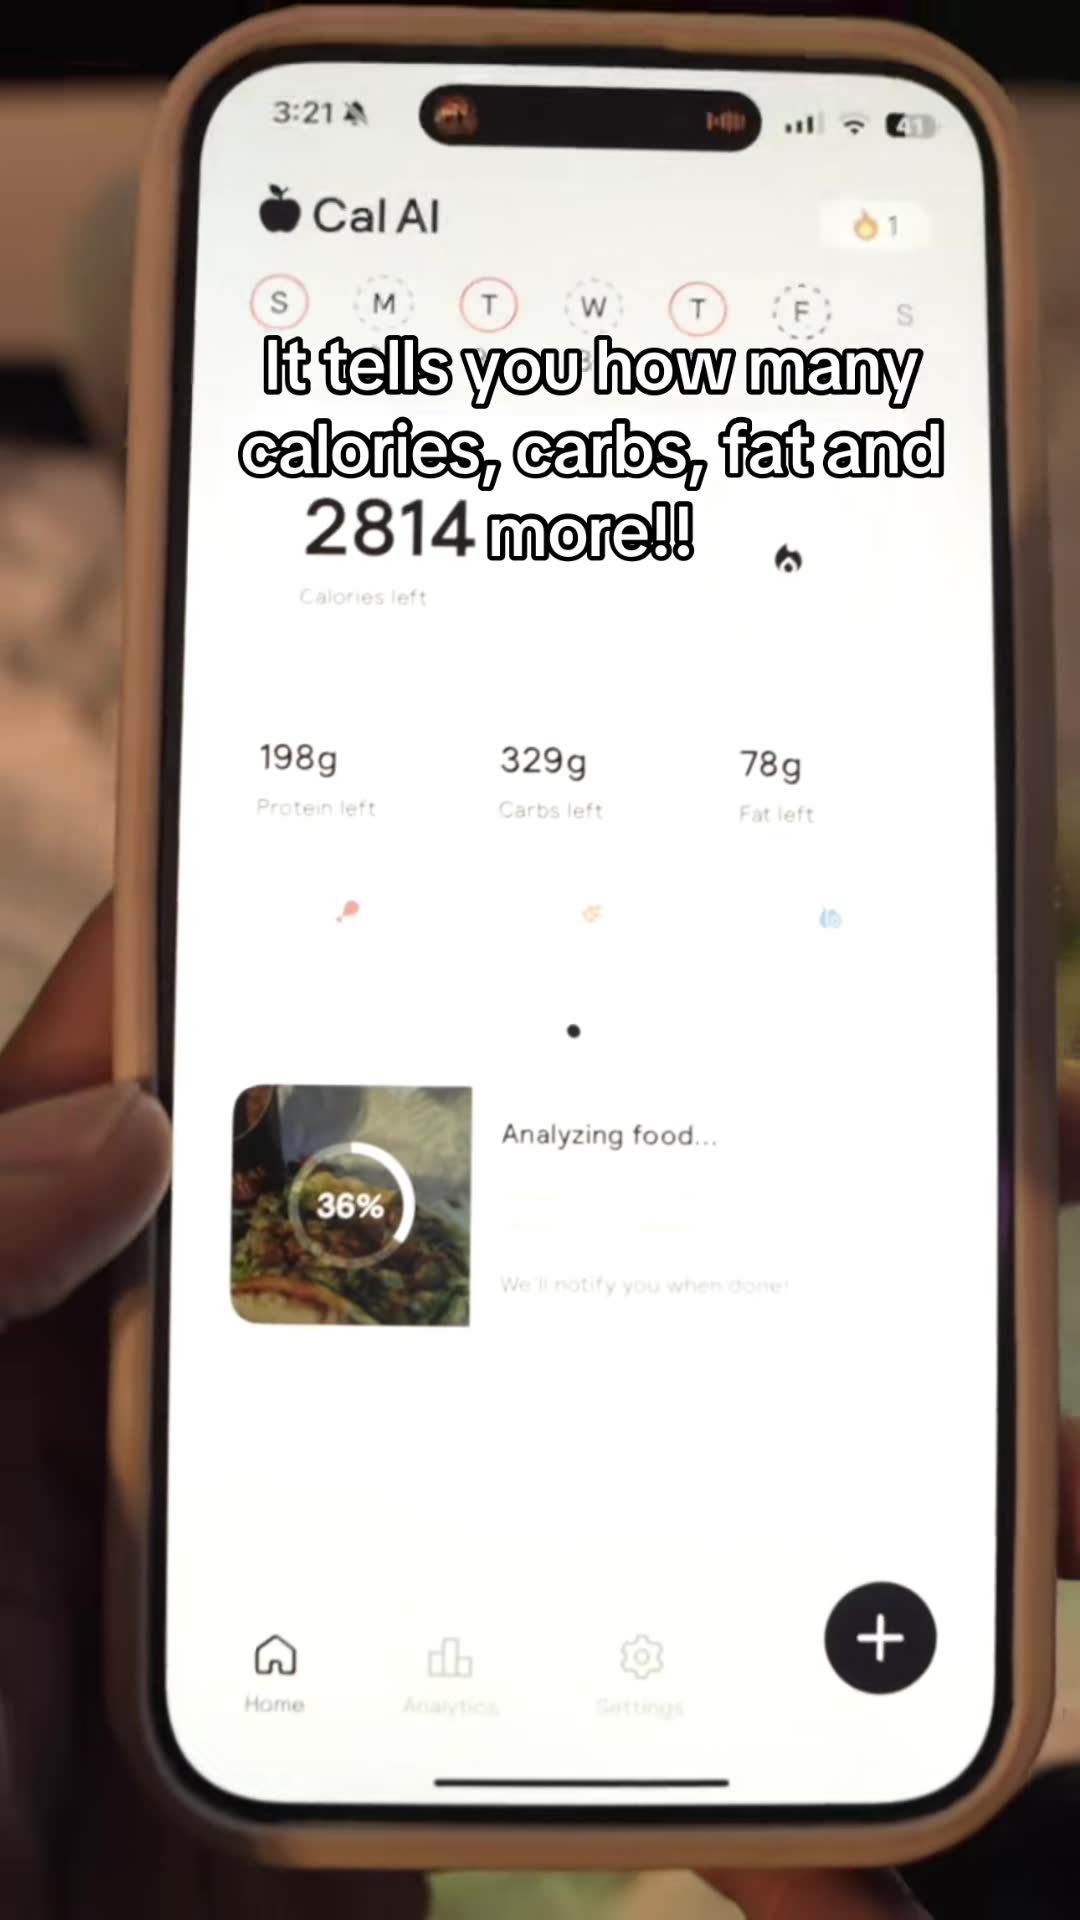 3:21
41
Cal AI
1
S M T W T F S
It tells you how many
calories, carbs, fat and
more!!
2814
Calories left
198g 329g 78g
Protein left Carbs left Fat left
Analyzing food...
36%
We'll notify you when done!
Home Analytics Settings